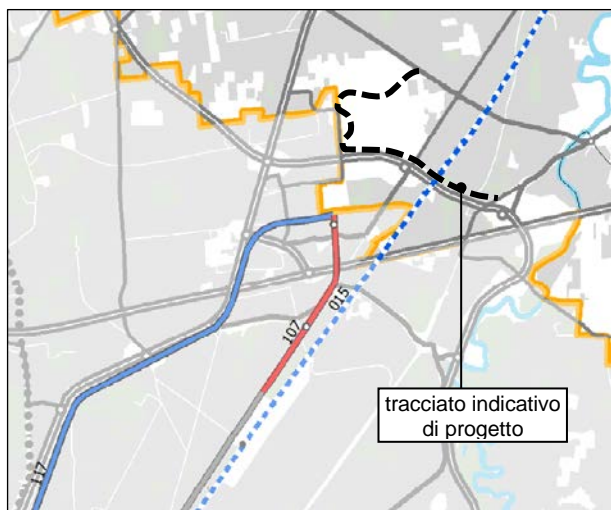 015
107
117
tracciato indicativo
di progetto